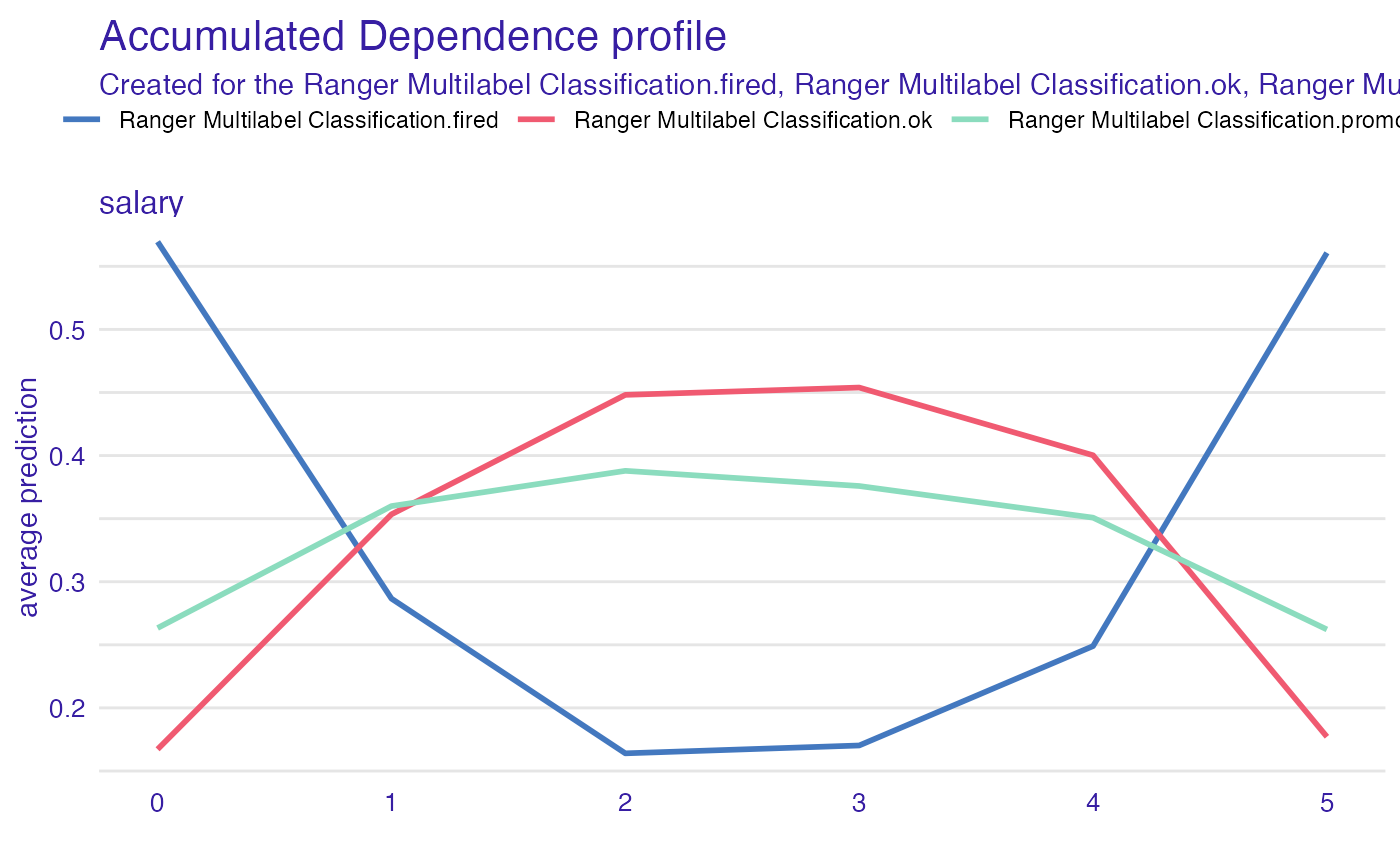 Accumulated Dependence profile
Created for the Ranger Multilabel Classification.fired, Ranger Multilabel Classification.ok, Ranger Mu
Ranger Multilabel Classification.fired Ranger Multilabel Classification.ok Ranger Multilabel Classification.promo
salary
0.5
0.4
0.3
0.2
average prediction
0 1 2 3 4 5